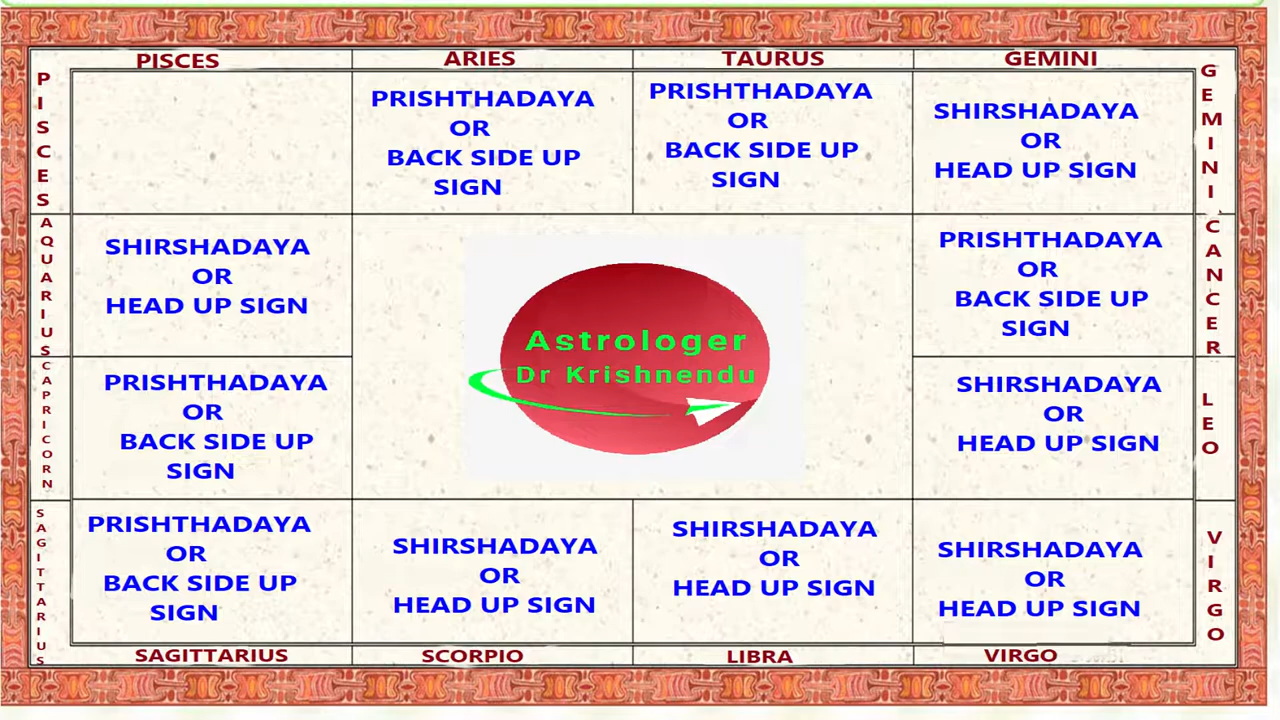 PISCES
ARIES
TAURUS
GEMINI
PISCES
GEMINI
PRISHTHADAYA
OR
BACK SIDE UP
SIGN
PRISHTHADAYA
OR
BACK SIDE UP
SIGN
SHIRSHADAYA
OR
HEAD UP SIGN
AQUARIUS
SHIRSHADAYA
OR
HEAD UP SIGN
PRISHTHADAYA
OR
BACK SIDE UP
SIGN
CANCER
Astrologer
Dr Krishnendu
CAPRICORN
PRISHTHADAYA
OR
BACK SIDE UP
SIGN
SHIRSHADAYA
OR
HEAD UP SIGN
LEO
SAGITTARIUS
PRISHTHADAYA
OR
BACK SIDE UP
SIGN
SHIRSHADAYA
OR
HEAD UP SIGN
SHIRSHADAYA
OR
HEAD UP SIGN
SHIRSHADAYA
OR
HEAD UP SIGN
VIRGO
SAGITTARIUS
SCORPIO
LIBRA
VIRGO